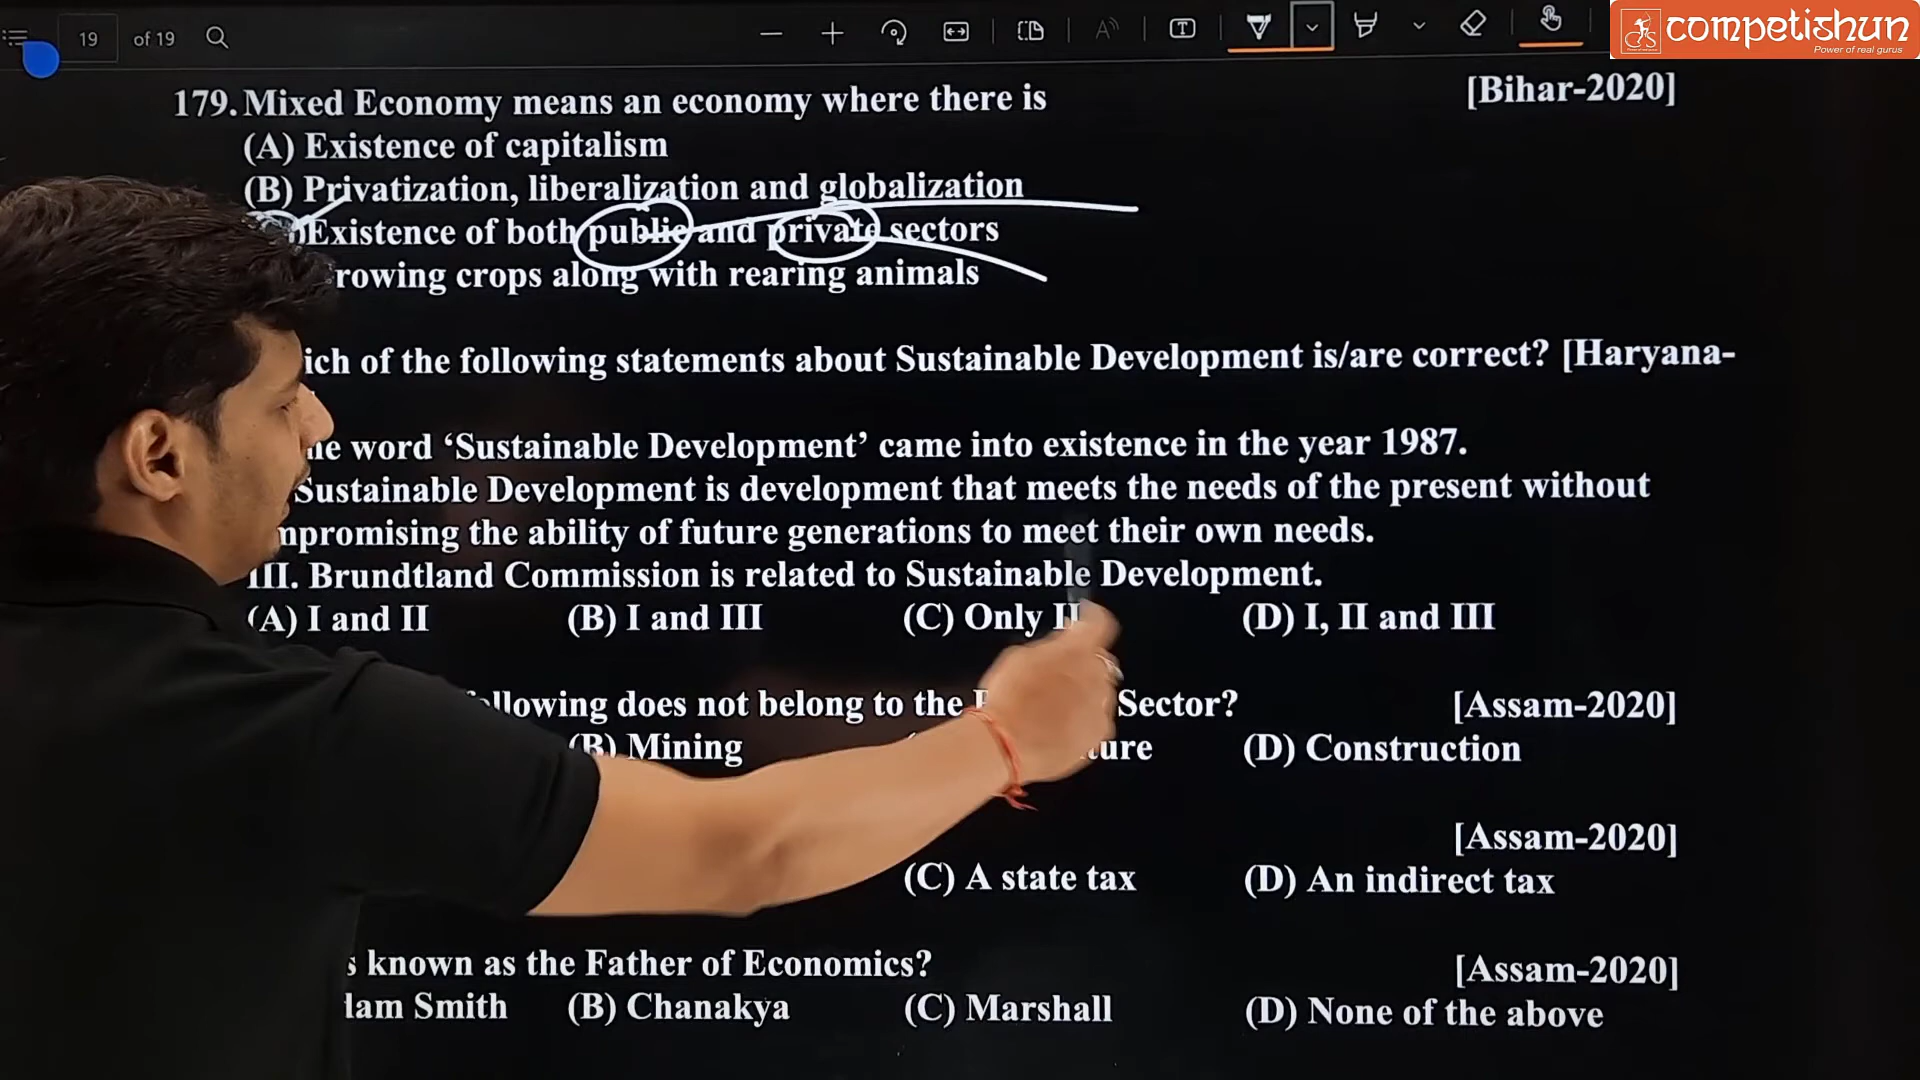 19 of 19
competishun
Power of real gurus
179. Mixed Economy means an economy where there is [Bihar-2020]
(A) Existence of capitalism
(B) Privatization, liberalization and globalization
Existence of both public and private sectors
rowing crops along with rearing animals
ich of the following statements about Sustainable Development is/are correct? [Haryana-
he word ‘Sustainable Development’ came into existence in the year 1987.
Sustainable Development is development that meets the needs of the present without
mpromising the ability of future generations to meet their own needs.
III. Brundtland Commission is related to Sustainable Development.
(A) I and II (B) I and III (C) Only II (D) I, II and III
ollowing does not belong to the Sector? [Assam-2020]
(B) Mining ture (D) Construction
[Assam-2020]
(C) A state tax (D) An indirect tax
s known as the Father of Economics? [Assam-2020]
dam Smith (B) Chanakya (C) Marshall (D) None of the above